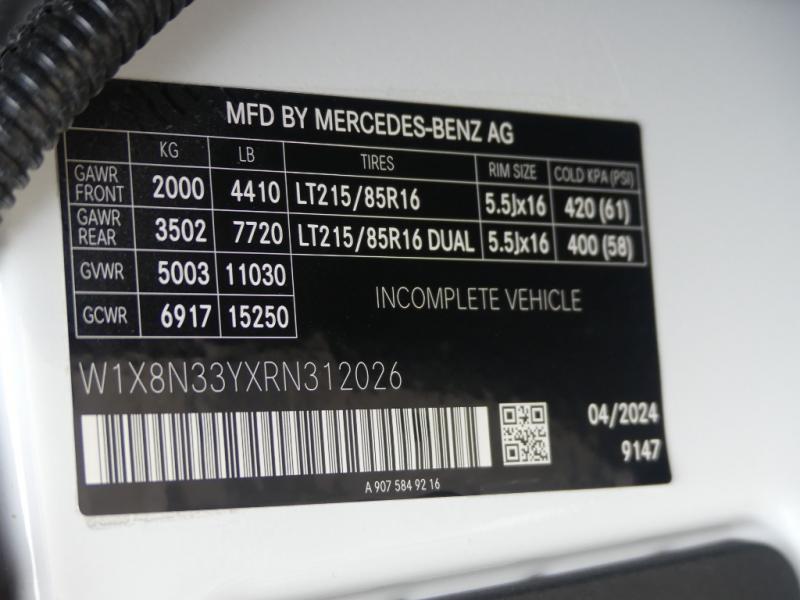 MFD BY MERCEDES-BENZ AG
KG LB TIRES RIM SIZE COLD KPA (PSI)
GAWR FRONT 2000 4410 LT215/85R16 5.5Jx16 420 (61)
GAWR REAR 3502 7720 LT215/85R16 DUAL 5.5Jx16 400 (58)
GVWR 5003 11030
GCWR 6917 15250
INCOMPLETE VEHICLE
W1X8N33YXRN312026
04/2024
9147
A 907 584 92 16